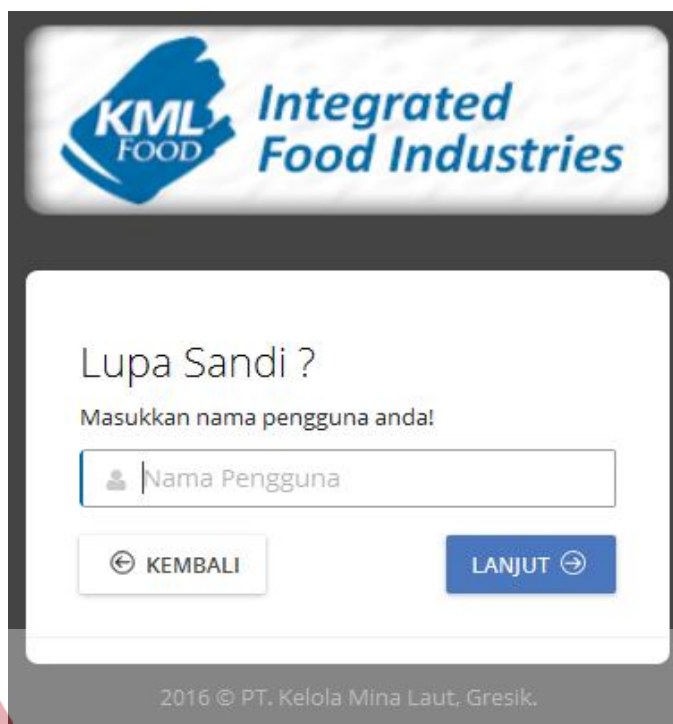 KML
FOOD
Integrated
Food Industries
Lupa Sandi ?
Masukkan nama pengguna anda!
Nama Pengguna
KEMBALI
LANJUT
2016 © PT. Kelola Mina Laut, Gresik.